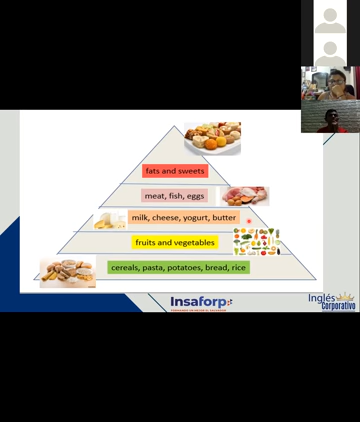 fats and sweets
meat, fish, eggs
milk, cheese, yogurt, butter
fruits and vegetables
cereals, pasta, potatoes, bread, rice
Insaforp
Inglés
Corporativo